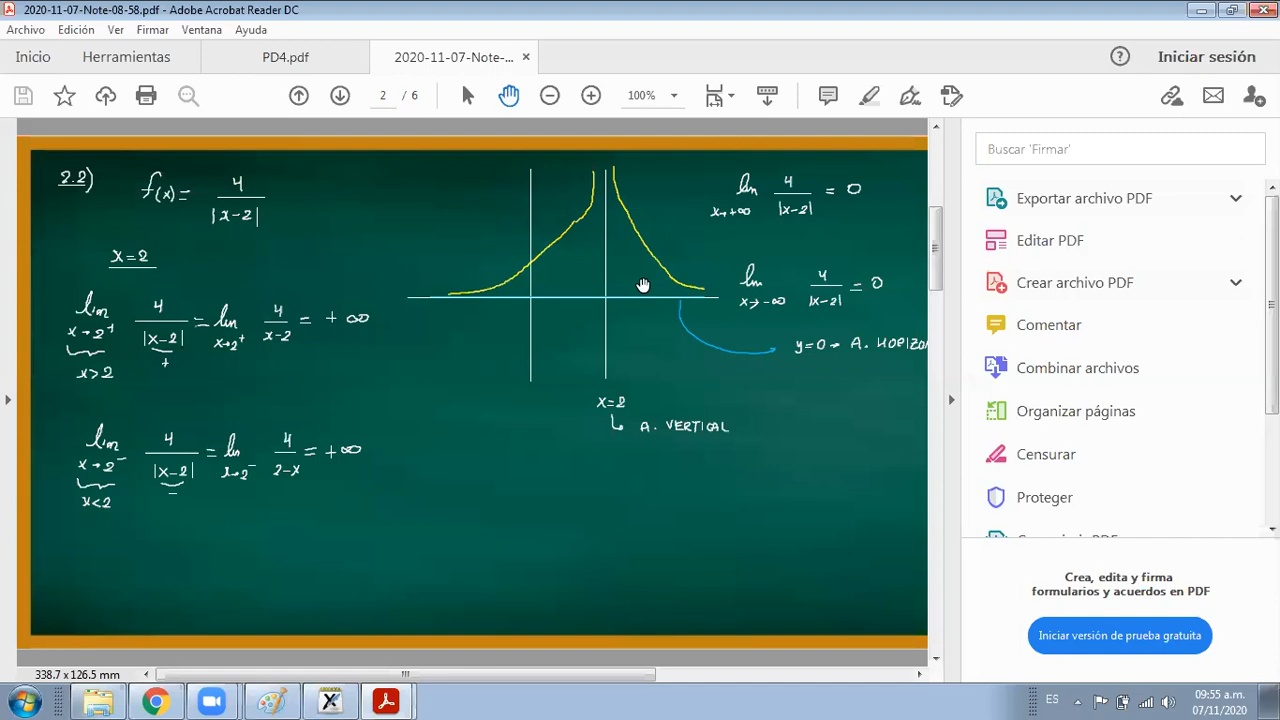 2020-11-07-Note-08-58.pdf - Adobe Acrobat Reader DC
Archivo Edición Ver Firmar Ventana Ayuda
Inicio Herramientas PD4.pdf 2020-11-07-Note-... × Iniciar sesión
2 / 6 100%
2.2) f(x) = 4 / |x-2|
x=2
lim x→2⁺ 4/|x-2| = lim x→2⁺ 4/x-2 = +∞
x>2 +
lim x→2⁻ 4/|x-2| = lim x→2⁻ 4/2-x = +∞
x<2 −
x=2
A. VERTICAL
lim x→+∞ 4/|x-2| = 0
lim x→-∞ 4/|x-2| = 0
y=0 → A. HORIZON
Buscar 'Firmar'
Exportar archivo PDF
Editar PDF
Crear archivo PDF
Comentar
Combinar archivos
Organizar páginas
Censurar
Proteger
Crea, edita y firma
formularios y acuerdos en PDF
Iniciar versión de prueba gratuita
338.7 x 126.5 mm
ES 09:55 a.m.
07/11/2020